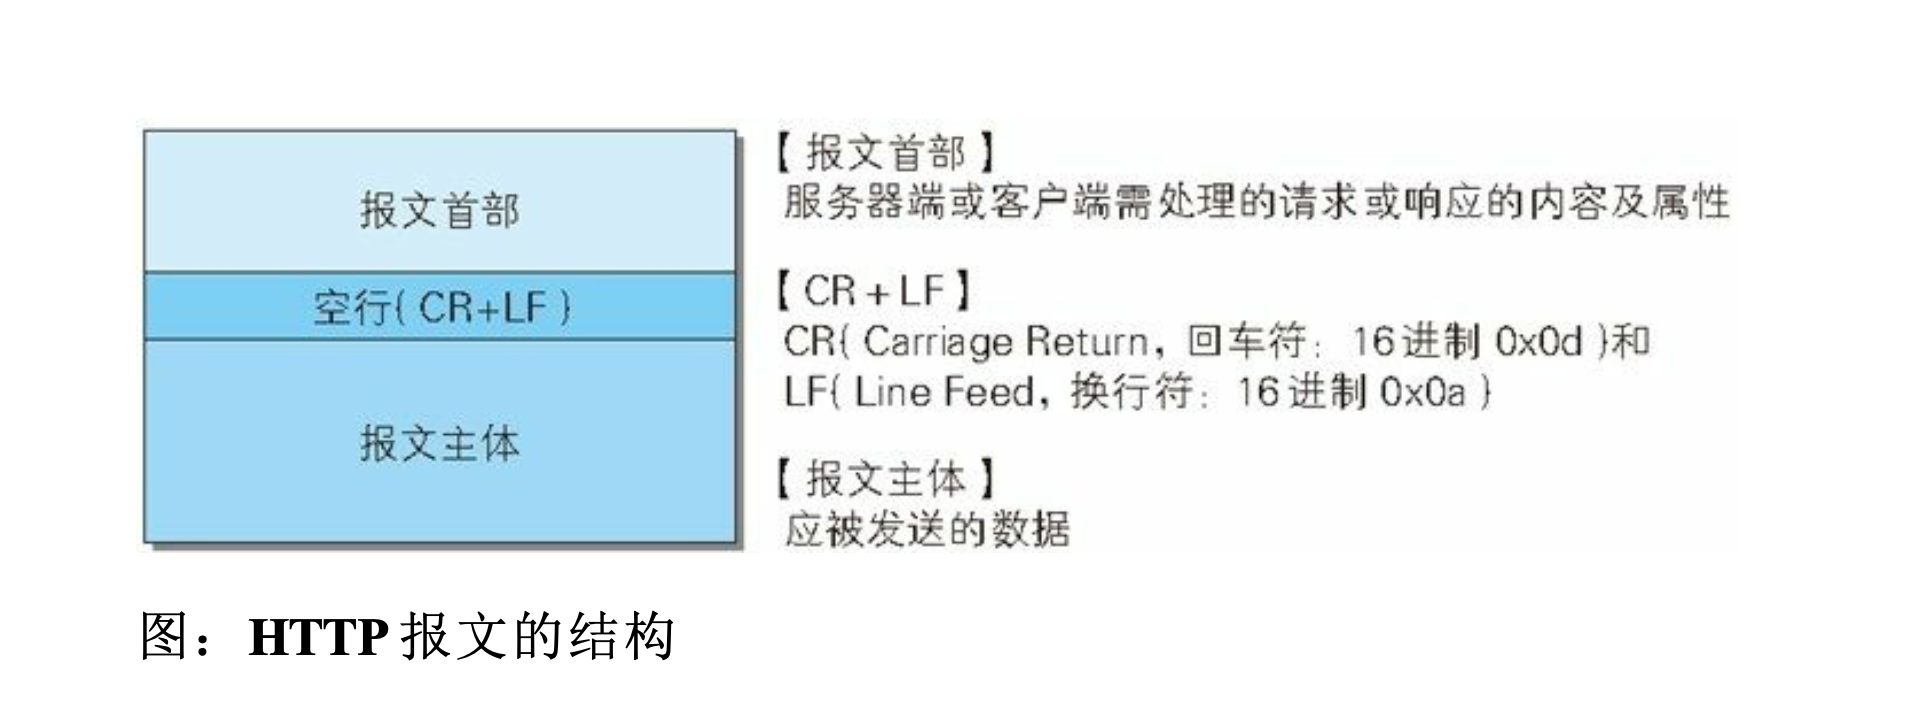 报文首部
空行(CR+LF)
报文主体
【报文首部】
服务器端或客户端需处理的请求或响应的内容及属性
【CR+LF】
CR(Carriage Return，回车符：16进制 0x0d)和
LF(Line Feed，换行符：16进制 0x0a)
【报文主体】
应被发送的数据
图：HTTP 报文的结构